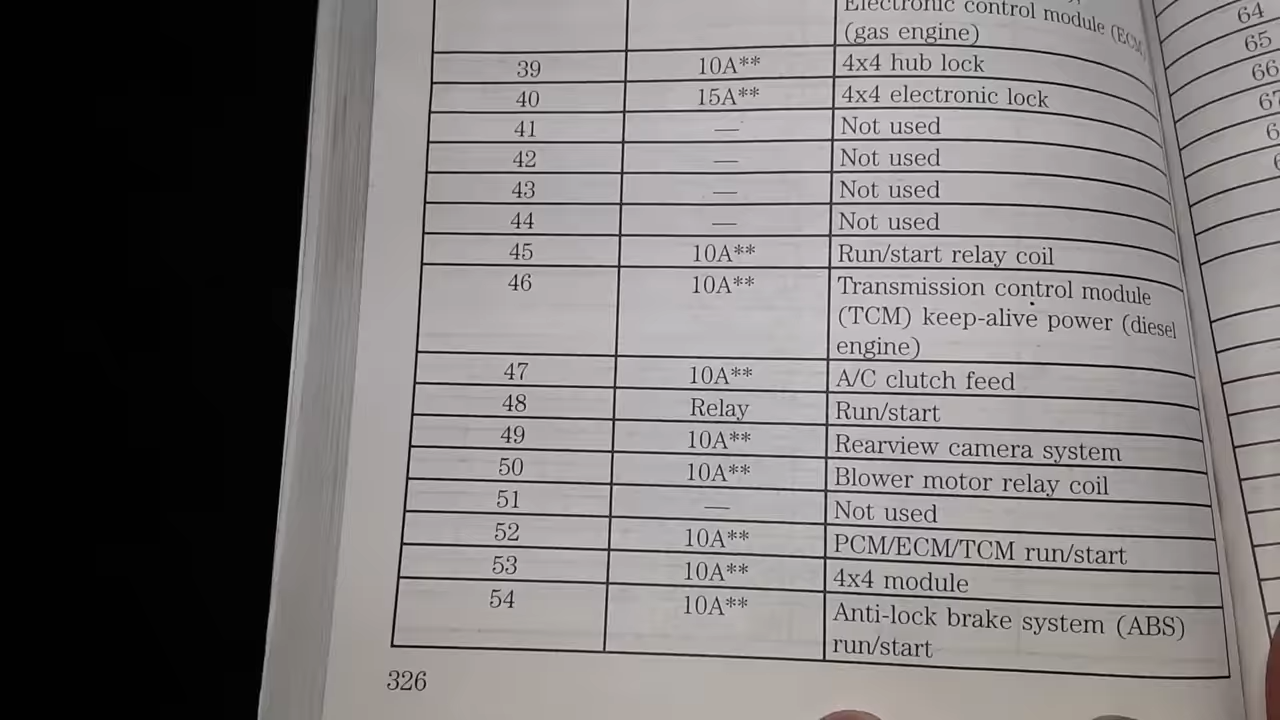 Electronic control module (ECM)
(gas engine)
39 10A** 4x4 hub lock
40 15A** 4x4 electronic lock
41 — Not used
42 — Not used
43 — Not used
44 — Not used
45 10A** Run/start relay coil
46 10A** Transmission control module
(TCM) keep-alive power (diesel
engine)
47 10A** A/C clutch feed
48 Relay Run/start
49 10A** Rearview camera system
50 10A** Blower motor relay coil
51 — Not used
52 10A** PCM/ECM/TCM run/start
53 10A** 4x4 module
54 10A** Anti-lock brake system (ABS)
run/start
326
64
65
66